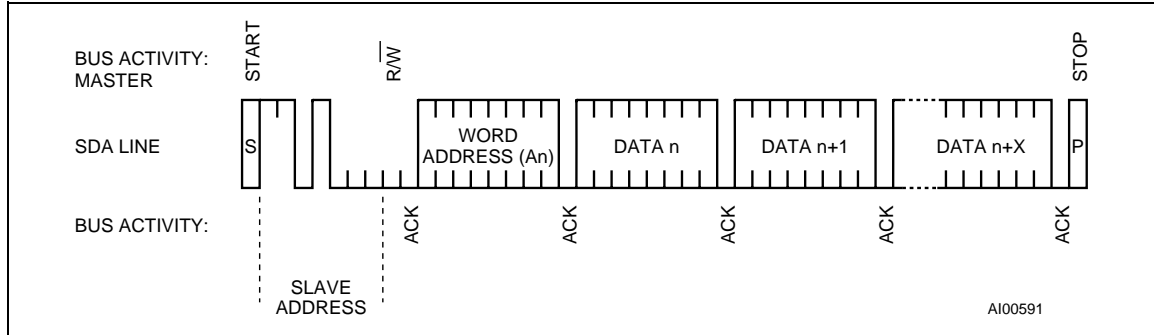 BUS ACTIVITY:
MASTER
START
R/W
STOP
SDA LINE
S
WORD
ADDRESS (An)
DATA n
DATA n+1
DATA n+X
P
BUS ACTIVITY:
ACK
ACK
ACK
ACK
ACK
SLAVE
ADDRESS
AI00591